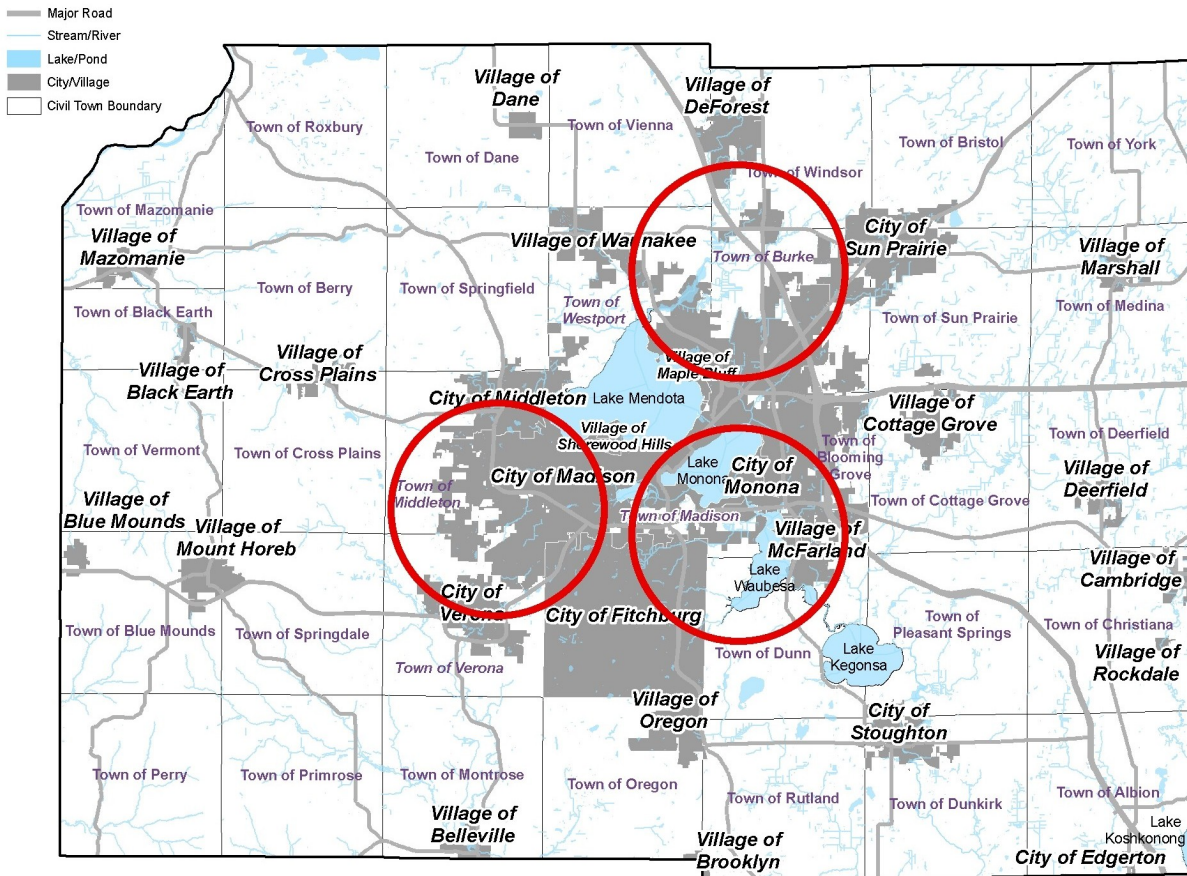 Major Road
Stream/River
Lake/Pond
City/Village
Civil Town Boundary
Village of
Dane
Village of
DeForest
Town of Roxbury
Town of Vienna
Town of Dane
Town of Bristol
Town of York
Town of Windsor
Town of Mazomanie
Village of
Mazomanie
Village of Waunakee
City of
Sun Prairie
Town of Burke
Village of
Marshall
Town of Berry
Town of Springfield
Town of
Westport
Town of Black Earth
Town of Sun Prairie
Town of Medina
Village of
Black Earth
Village of
Cross Plains
Village of
Maple Bluff
City of Middleton
Lake Mendota
Village of
Cottage Grove
Village of
Shorewood Hills
Town of Vermont
Town of Cross Plains
Town of
Blooming
Grove
Town of Deerfield
City of Madison
Lake
Monona
City of
Monona
Town of
Middleton
Village of
Deerfield
Village of
Blue Mounds
Town of Madison
Town of Cottage Grove
Village of
Mount Horeb
Village of
McFarland
Lake
Waubesa
Village of
Cambridge
City of
Verona
City of Fitchburg
Town of Blue Mounds
Town of Springdale
Town of
Pleasant Springs
Town of Christiana
Town of Verona
Town of Dunn
Lake
Kegonsa
Village of
Rockdale
Village of
Oregon
City of
Stoughton
Town of Perry
Town of Primrose
Town of Montrose
Town of Oregon
Town of Rutland
Town of Dunkirk
Town of Albion
Village of
Belleville
Lake
Koshkonong
Village of
Brooklyn
City of Edgerton